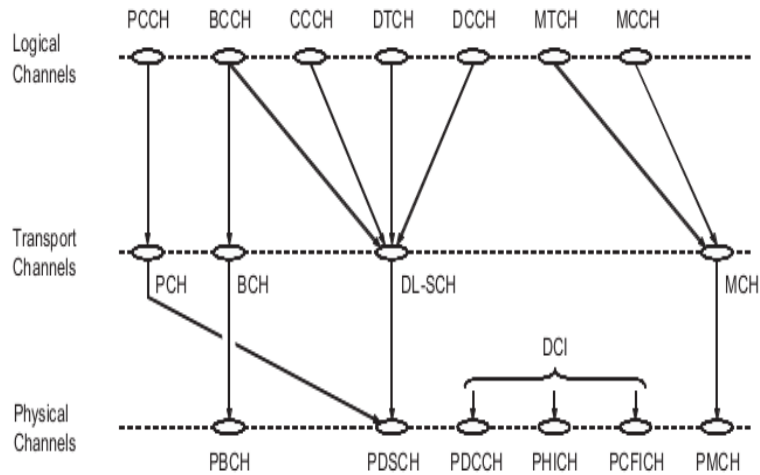 PCCH BCCH CCCH DTCH DCCH MTCH MCCH
Logical
Channels
Transport
Channels
PCH BCH DL-SCH MCH
DCI
Physical
Channels
PBCH PDSCH PDCCH PHICH PCFICH PMCH